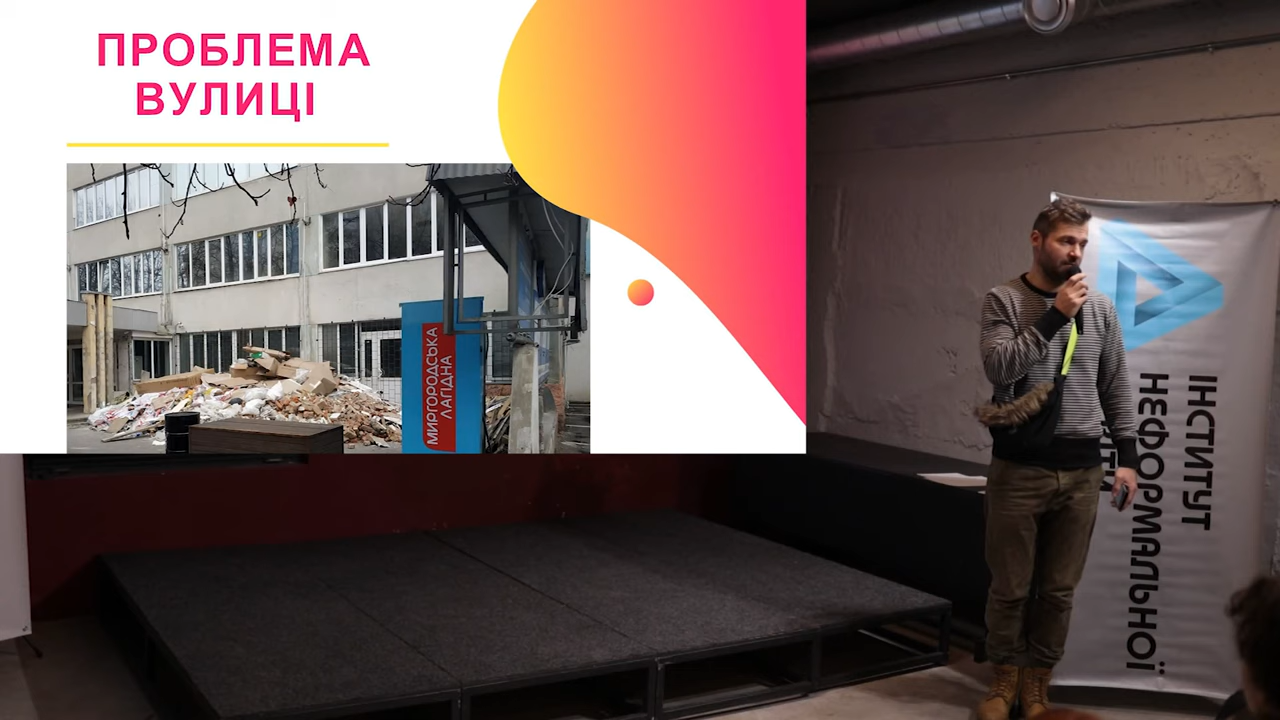 ПРОБЛЕМА
ВУЛИЦІ
МИРГОРОДСЬКА
ЛАГІДНА
ІНСТИТУТ
НЕФОРМАЛЬНОЇ